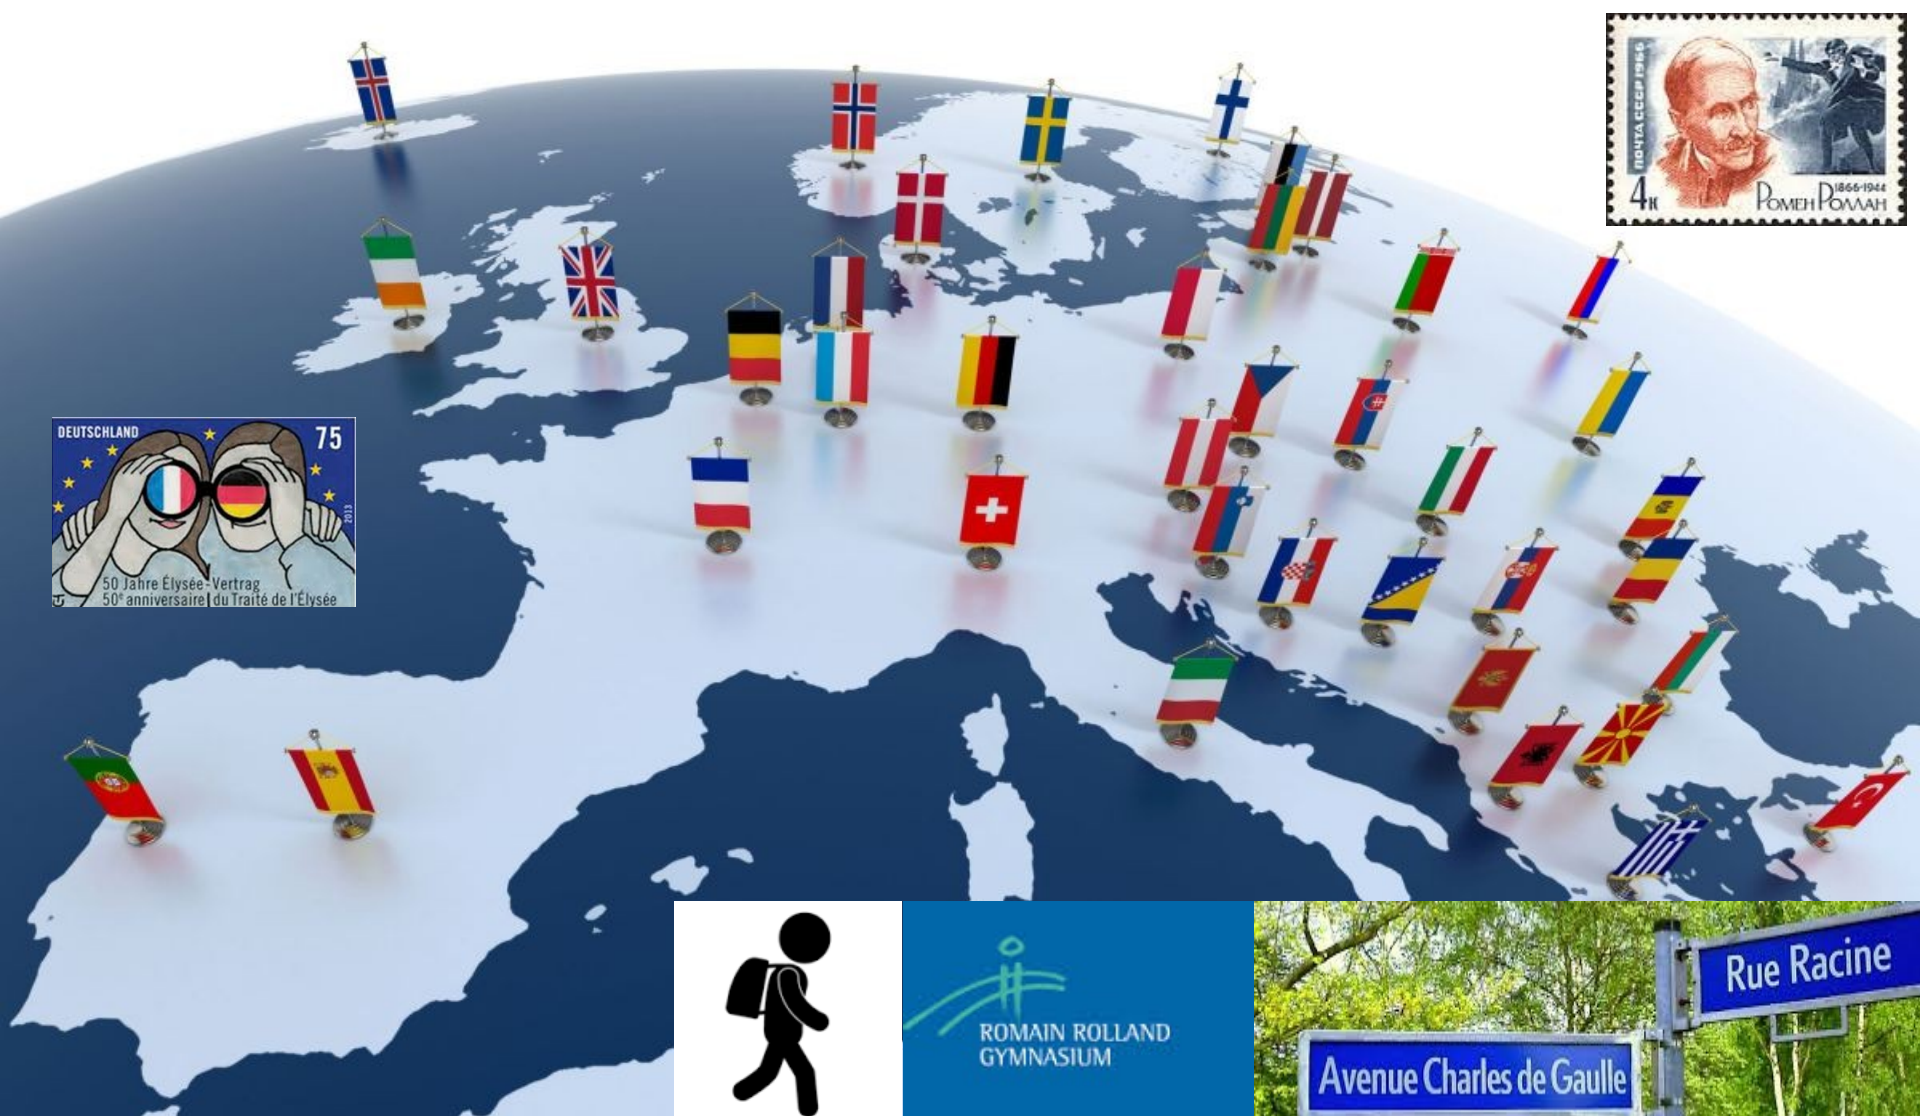 ПОЧТА СССР 1966
4к
1866-1944
РОМЕН РОЛЛАН
DEUTSCHLAND
75
2013
50 Jahre Élysée-Vertrag
50e anniversaire du Traité de l'Élysée
ROMAIN ROLLAND
GYMNASIUM
Rue Racine
Avenue Charles de Gaulle